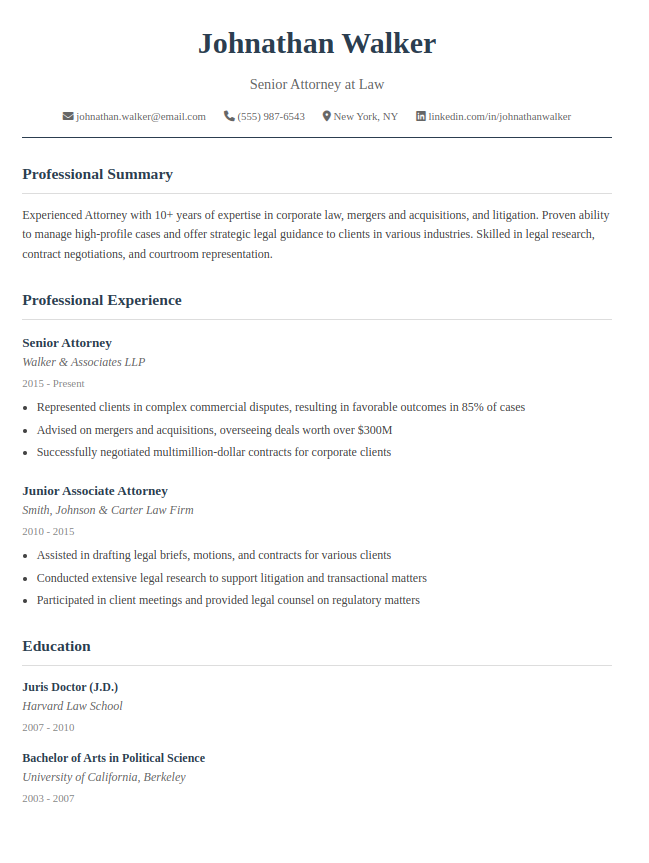 Johnathan Walker
Senior Attorney at Law
johnathan.walker@email.com (555) 987-6543 New York, NY linkedin.com/in/johnathanwalker
Professional Summary
Experienced Attorney with 10+ years of expertise in corporate law, mergers and acquisitions, and litigation. Proven ability
to manage high-profile cases and offer strategic legal guidance to clients in various industries. Skilled in legal research,
contract negotiations, and courtroom representation.
Professional Experience
Senior Attorney
Walker & Associates LLP
2015 - Present
• Represented clients in complex commercial disputes, resulting in favorable outcomes in 85% of cases
• Advised on mergers and acquisitions, overseeing deals worth over $300M
• Successfully negotiated multimillion-dollar contracts for corporate clients
Junior Associate Attorney
Smith, Johnson & Carter Law Firm
2010 - 2015
• Assisted in drafting legal briefs, motions, and contracts for various clients
• Conducted extensive legal research to support litigation and transactional matters
• Participated in client meetings and provided legal counsel on regulatory matters
Education
Juris Doctor (J.D.)
Harvard Law School
2007 - 2010
Bachelor of Arts in Political Science
University of California, Berkeley
2003 - 2007